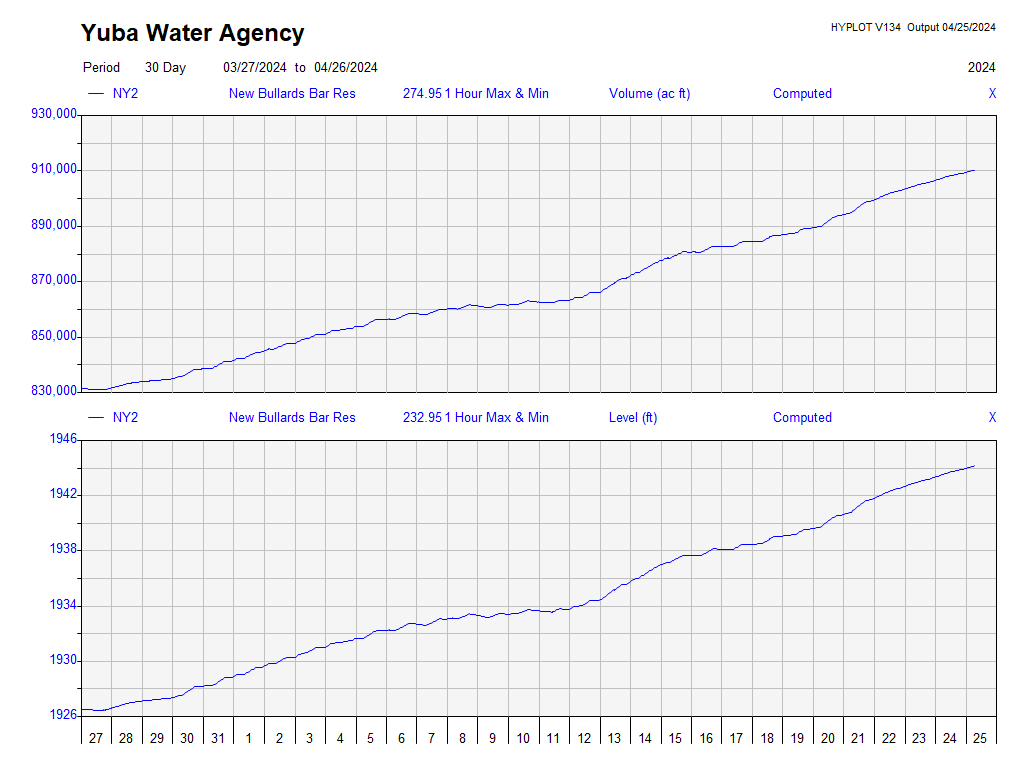 Yuba Water Agency
HYPLOT V134 Output 04/25/2024
Period 30 Day 03/27/2024 to 04/26/2024 2024
NY2 New Bullards Bar Res 274.95 1 Hour Max & Min Volume (ac ft) Computed X
930,000
910,000
890,000
870,000
850,000
830,000
NY2 New Bullards Bar Res 232.95 1 Hour Max & Min Level (ft) Computed X
1946
1942
1938
1934
1930
1926
27 28 29 30 31 1 2 3 4 5 6 7 8 9 10 11 12 13 14 15 16 17 18 19 20 21 22 23 24 25